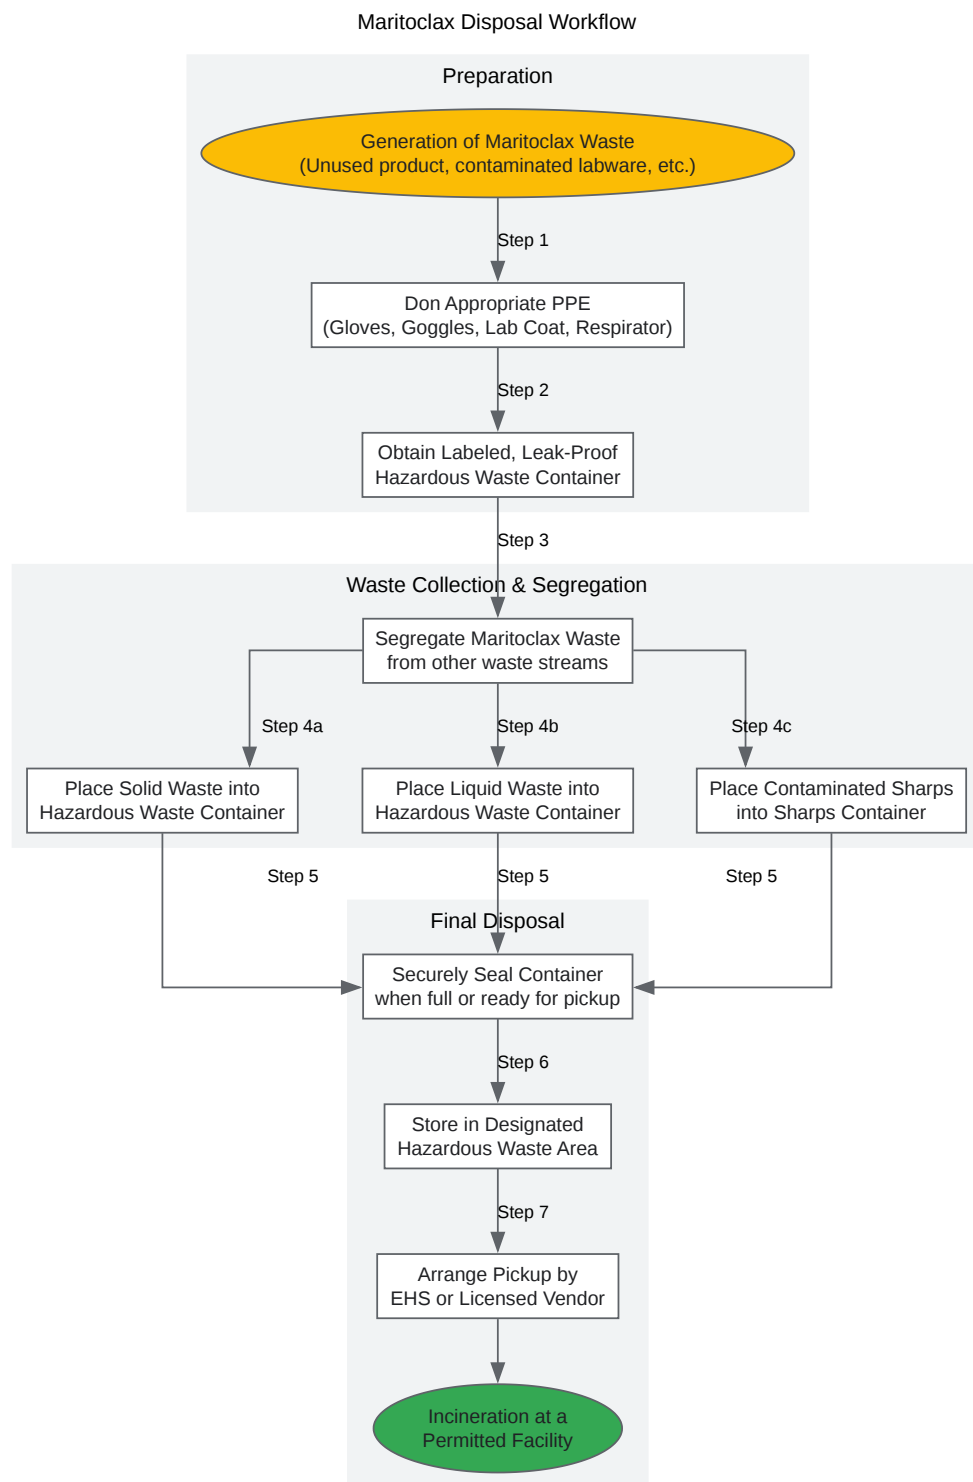 Maritoclax Disposal Workflow
Preparation
Generation of Maritoclax Waste
(Unused product, contaminated labware, etc.)
Step 1
Don Appropriate PPE
(Gloves, Goggles, Lab Coat, Respirator)
Step 2
Obtain Labeled, Leak-Proof
Hazardous Waste Container
Step 3
Waste Collection & Segregation
Segregate Maritoclax Waste
from other waste streams
Step 4a
Step 4b
Step 4c
Place Solid Waste into
Hazardous Waste Container
Place Liquid Waste into
Hazardous Waste Container
Place Contaminated Sharps
into Sharps Container
Step 5
Step 5
Step 5
Final Disposal
Securely Seal Container
when full or ready for pickup
Step 6
Store in Designated
Hazardous Waste Area
Step 7
Arrange Pickup by
EHS or Licensed Vendor
Incineration at a
Permitted Facility